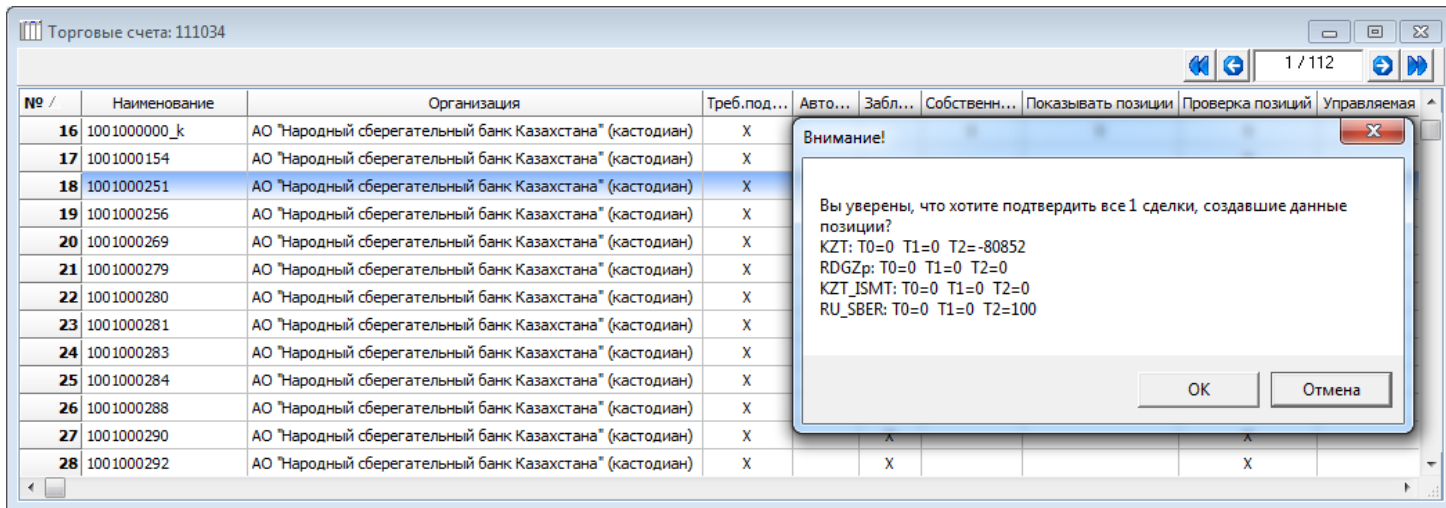 Торговые счета: 111034
1 / 112
№ Наименование Организация Треб.под... Авто... Забл... Собственн... Показывать позиции Проверка позиций Управляемая
16 1001000000_k АО "Народный сберегательный банк Казахстана" (кастодиан) X
17 1001000154 АО "Народный сберегательный банк Казахстана" (кастодиан) X
18 1001000251 АО "Народный сберегательный банк Казахстана" (кастодиан) X
19 1001000256 АО "Народный сберегательный банк Казахстана" (кастодиан) X
20 1001000269 АО "Народный сберегательный банк Казахстана" (кастодиан) X
21 1001000279 АО "Народный сберегательный банк Казахстана" (кастодиан) X
22 1001000280 АО "Народный сберегательный банк Казахстана" (кастодиан) X
23 1001000281 АО "Народный сберегательный банк Казахстана" (кастодиан) X
24 1001000283 АО "Народный сберегательный банк Казахстана" (кастодиан) X
25 1001000284 АО "Народный сберегательный банк Казахстана" (кастодиан) X
26 1001000288 АО "Народный сберегательный банк Казахстана" (кастодиан) X
27 1001000290 АО "Народный сберегательный банк Казахстана" (кастодиан) X X X
28 1001000292 АО "Народный сберегательный банк Казахстана" (кастодиан) X X X
Внимание!
Вы уверены, что хотите подтвердить все 1 сделки, создавшие данные
позиции?
KZT: T0=0 T1=0 T2=-80852
RDGZp: T0=0 T1=0 T2=0
KZT_ISMT: T0=0 T1=0 T2=0
RU_SBER: T0=0 T1=0 T2=100
OK Отмена